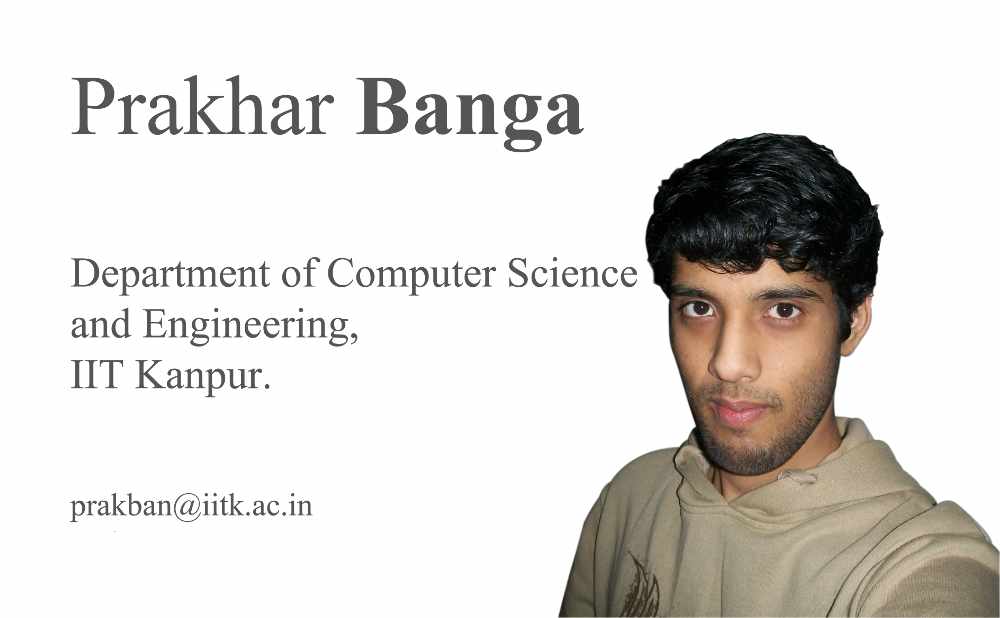 Prakhar Banga
Department of Computer Science
and Engineering,
IIT Kanpur.
prakban@iitk.ac.in